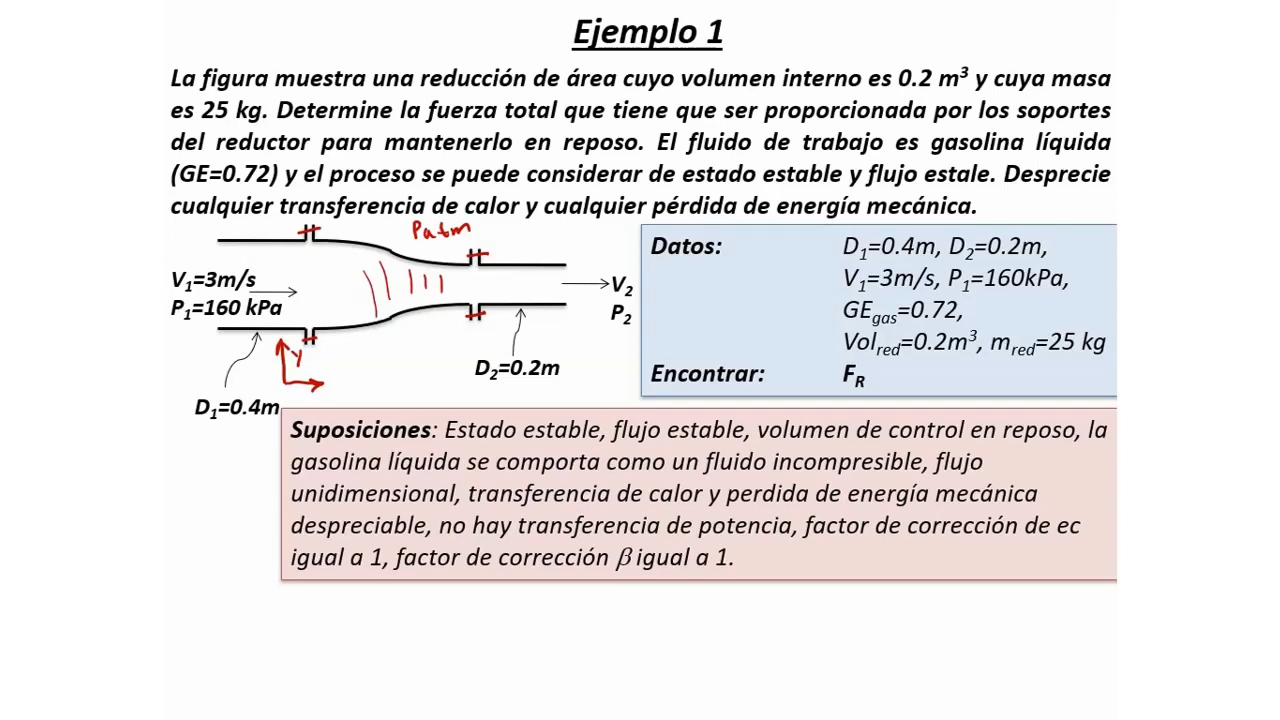 Ejemplo 1
La figura muestra una reducción de área cuyo volumen interno es 0.2 m³ y cuya masa
es 25 kg. Determine la fuerza total que tiene que ser proporcionada por los soportes
del reductor para mantenerlo en reposo. El fluido de trabajo es gasolina líquida
(GE=0.72) y el proceso se puede considerar de estado estable y flujo estale. Desprecie
cualquier transferencia de calor y cualquier pérdida de energía mecánica.
Patm
V₁=3m/s
P₁=160 kPa
V₂
P₂
Y
D₂=0.2m
D₁=0.4m
Datos: D₁=0.4m, D₂=0.2m,
V₁=3m/s, P₁=160kPa,
GEgas=0.72,
Volred=0.2m³, mred=25 kg
Encontrar: FR
Suposiciones: Estado estable, flujo estable, volumen de control en reposo, la
gasolina líquida se comporta como un fluido incompresible, flujo
unidimensional, transferencia de calor y perdida de energía mecánica
despreciable, no hay transferencia de potencia, factor de corrección de ec
igual a 1, factor de corrección β igual a 1.